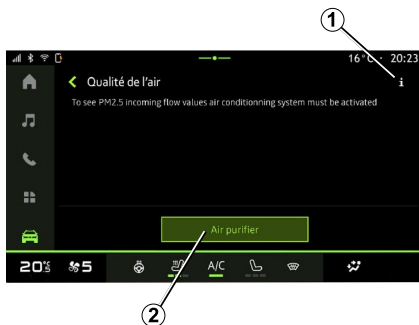 1
16°C 20:23
Qualité de l'air
i
To see PM2.5 incoming flow values air conditionning system must be activated
Air purifier
20°C 5 5 A/C
2